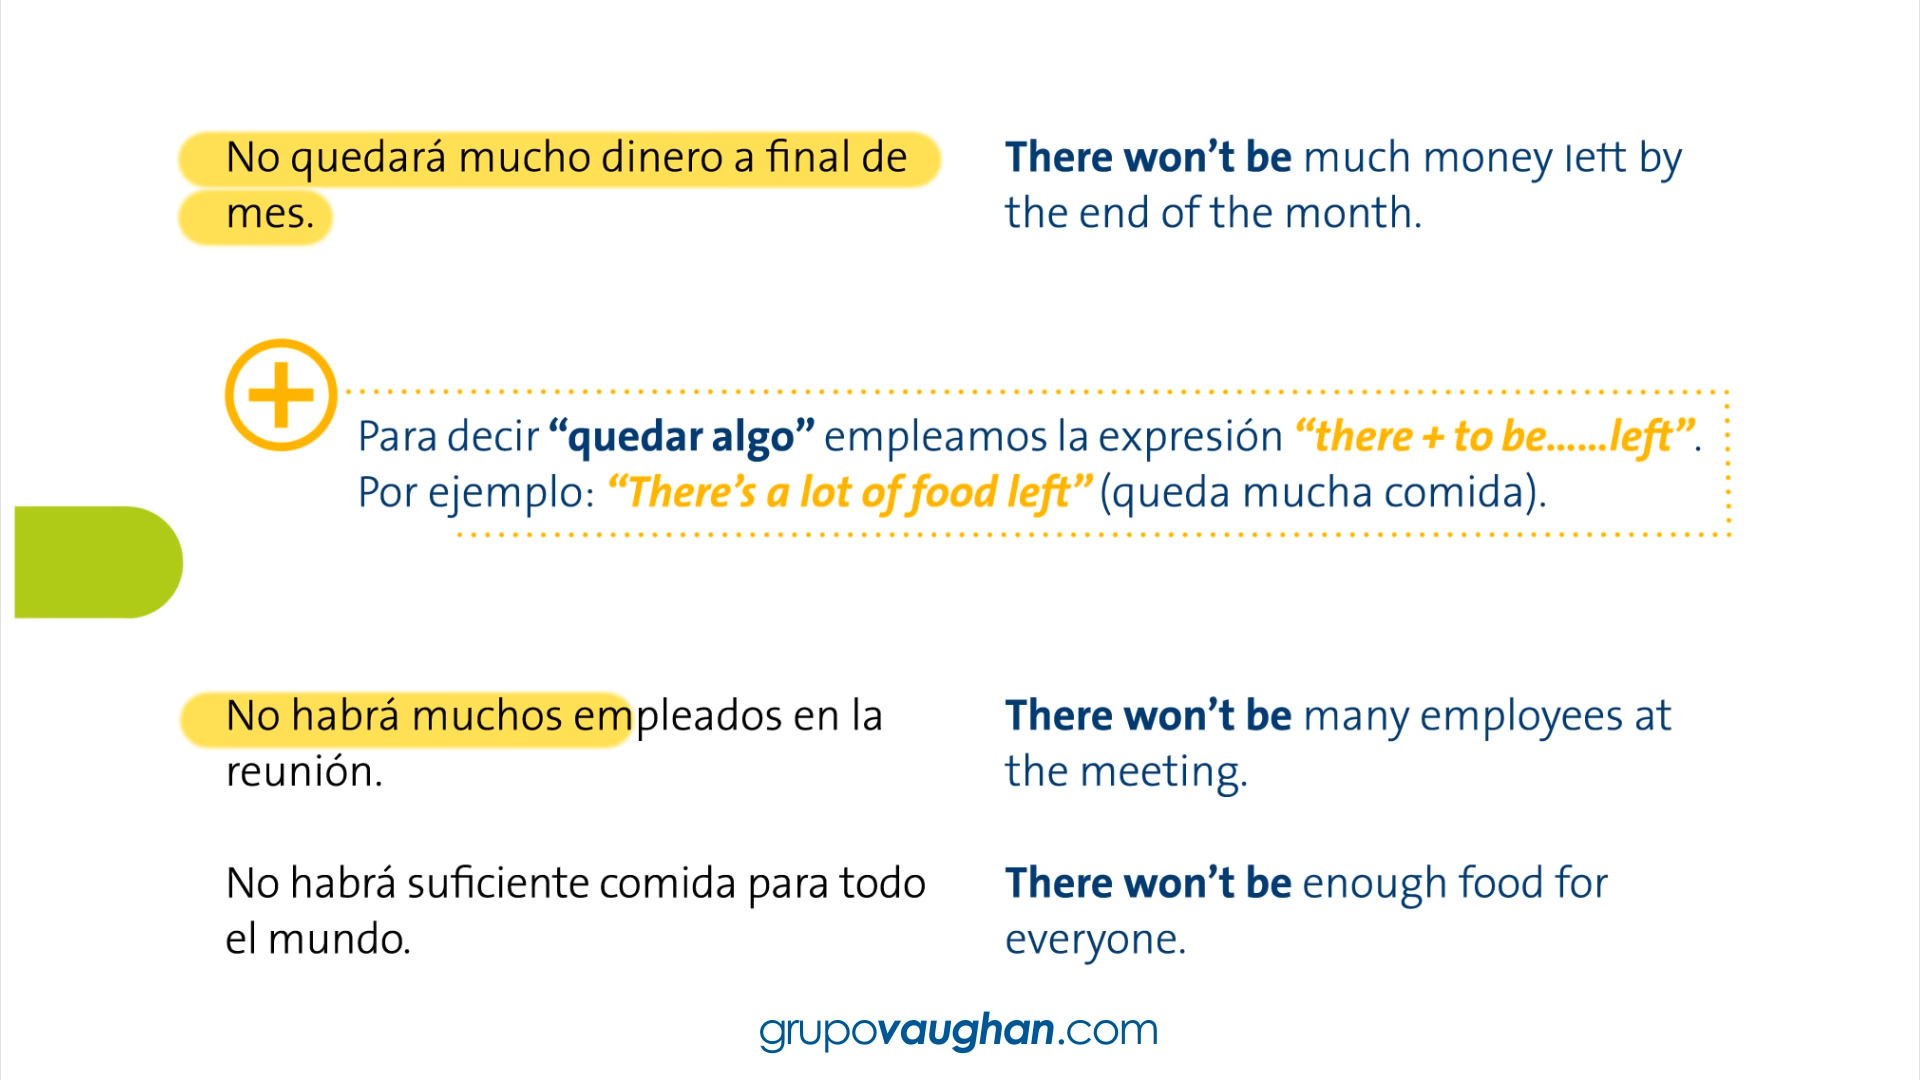 No quedará mucho dinero a final de
mes.
There won’t be much money left by
the end of the month.
Para decir “quedar algo” empleamos la expresión “there + to be......left”.
Por ejemplo: “There’s a lot of food left” (queda mucha comida).
No habrá muchos empleados en la
reunión.
There won’t be many employees at
the meeting.
No habrá suficiente comida para todo
el mundo.
There won’t be enough food for
everyone.
grupovaughan.com